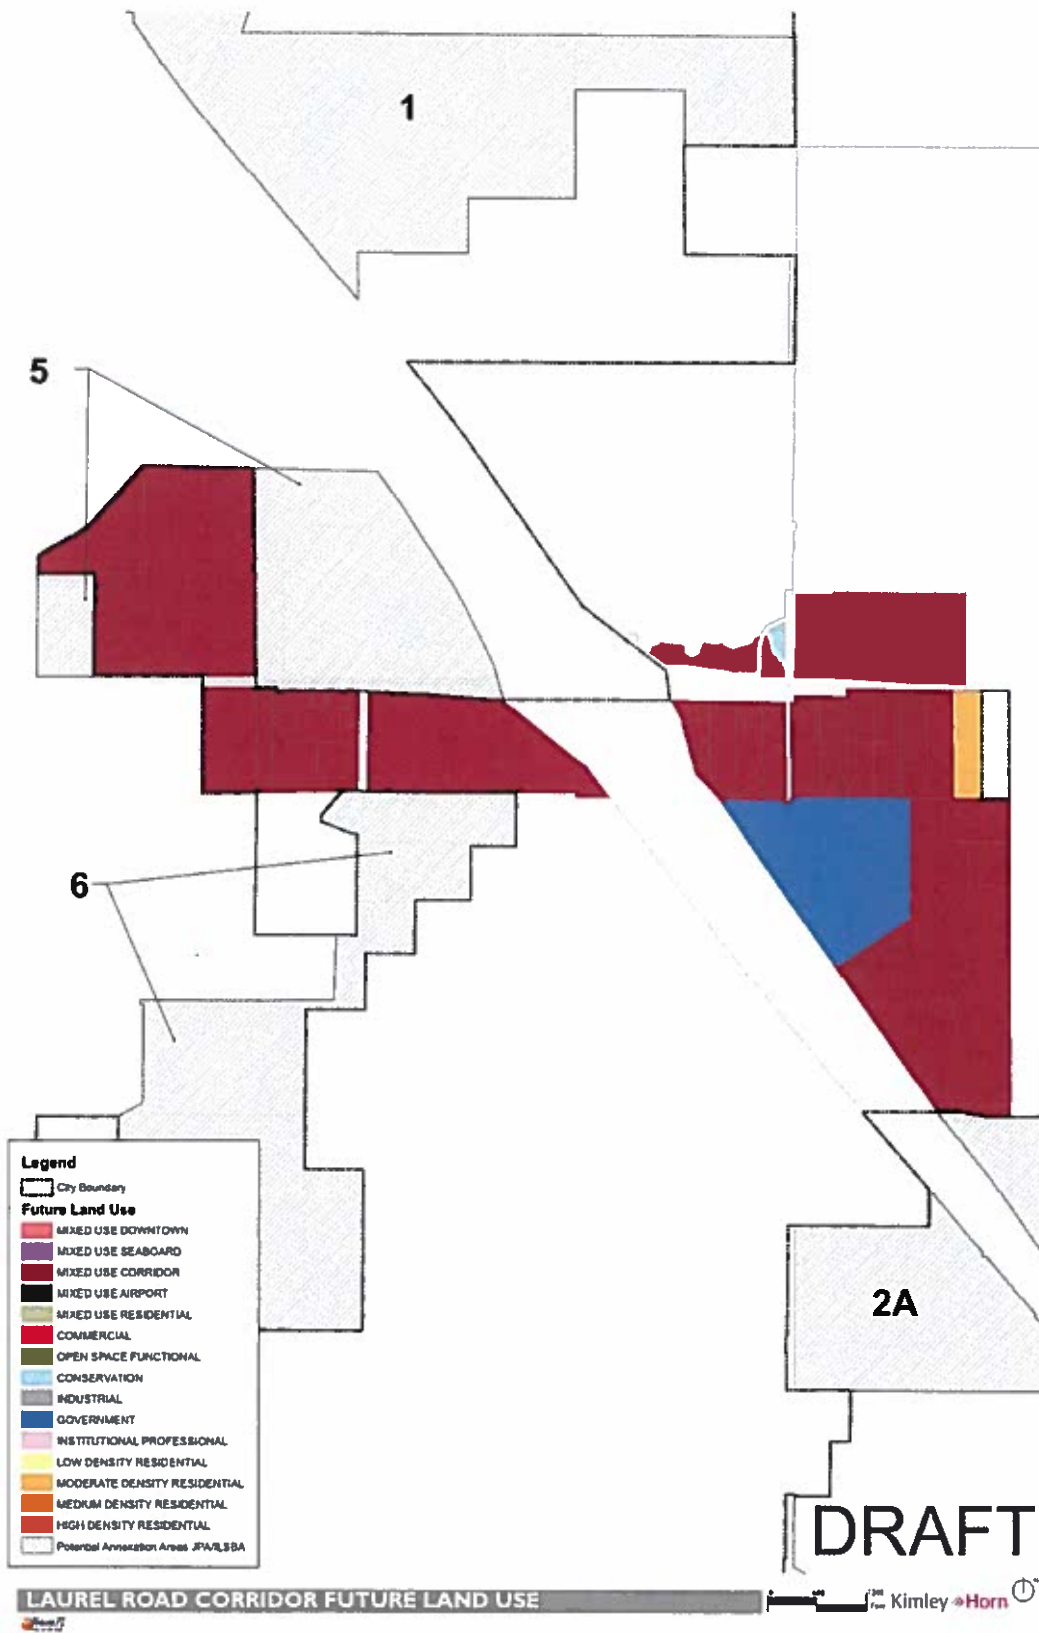 1
5
6
2A
Legend
City Boundary
Future Land Use
MIXED USE DOWNTOWN
MIXED USE SEABOARD
MIXED USE CORRIDOR
MIXED USE AIRPORT
MIXED USE RESIDENTIAL
COMMERCIAL
OPEN SPACE FUNCTIONAL
CONSERVATION
INDUSTRIAL
GOVERNMENT
INSTITUTIONAL PROFESSIONAL
LOW DENSITY RESIDENTIAL
MODERATE DENSITY RESIDENTIAL
MEDIUM DENSITY RESIDENTIAL
HIGH DENSITY RESIDENTIAL
Potential Annexation Areas JPA/ILSBA
DRAFT
LAUREL ROAD CORRIDOR FUTURE LAND USE
0
Feet
Kimley»Horn